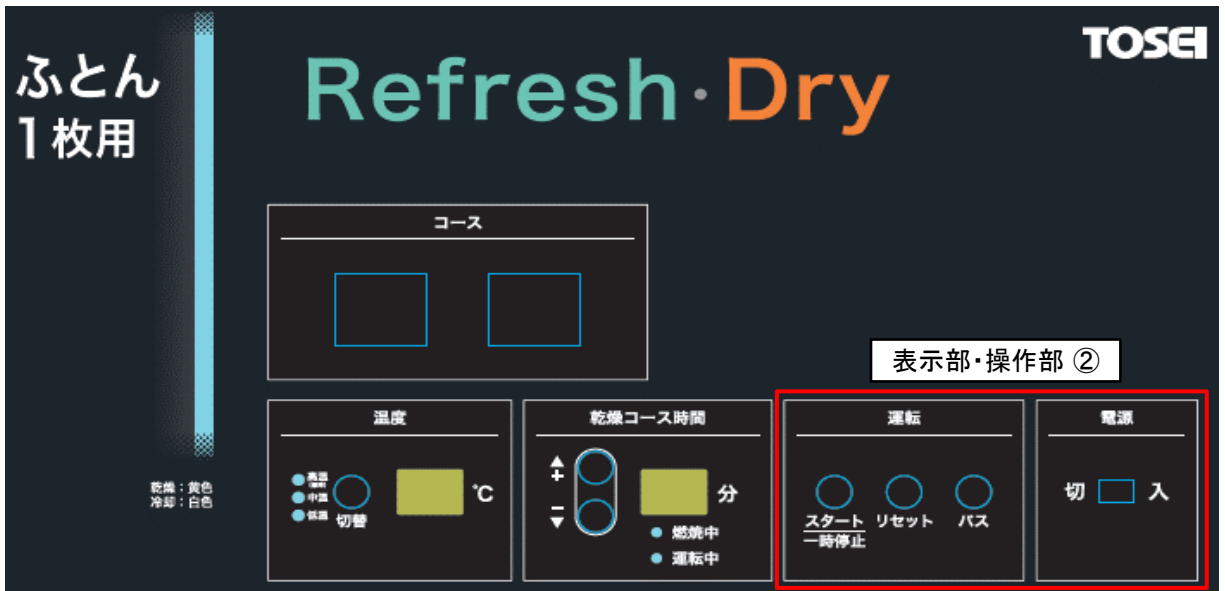 ふとん
1枚用
Refresh・Dry
TOSEI
コース
表示部・操作部 ②
温度
高温
中温
低温
切替
℃
乾燥コース時間
▲
+
−
▼
分
燃焼中
運転中
運転
スタート
一時停止
リセット
パス
電源
切
入
乾燥：黄色
冷却：白色